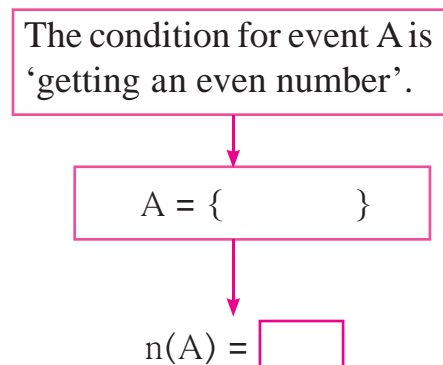 The condition for event A is
‘getting an even number’.
A = { }
n(A) =